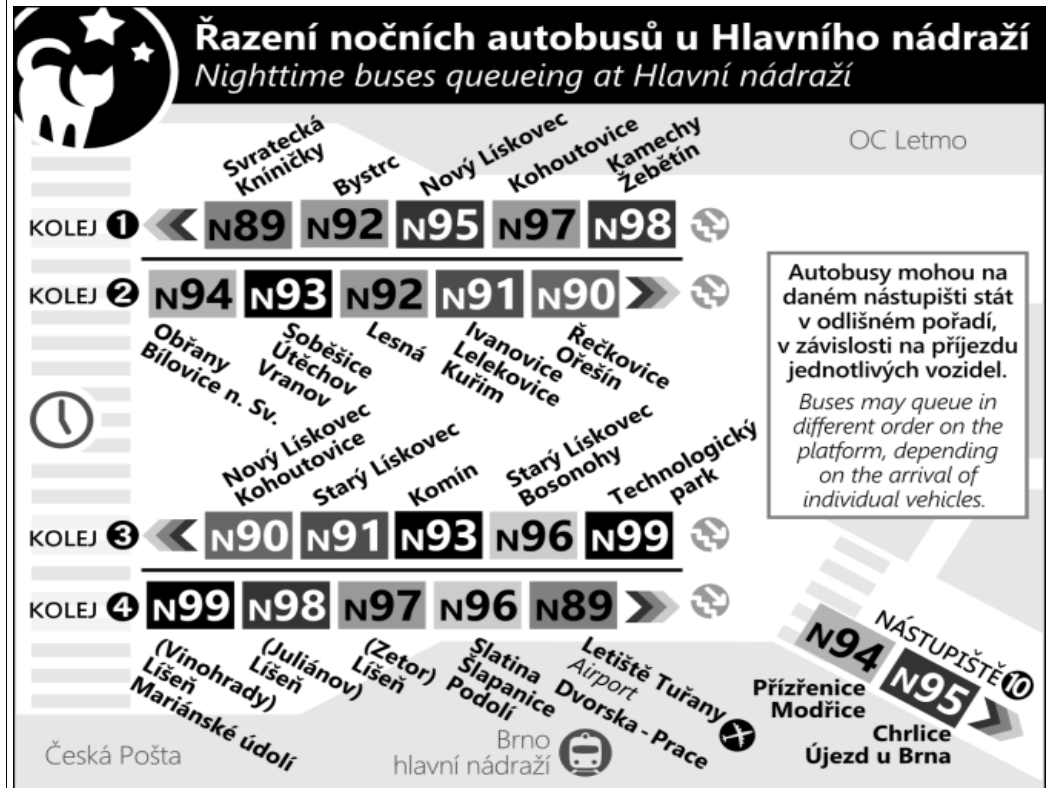 Řazení nočních autobusů u Hlavního nádraží
Nighttime buses queueing at Hlavní nádraží
OC Letmo
Svratecká
Kníničky
Bystrc
Nový Lískovec
Kohoutovice
Kamechy
Žebětín
KOLEJ 1 N89 N92 N95 N97 N98
KOLEJ 2 N94 N93 N92 N91 N90
Obřany
Bílovice n. Sv.
Soběšice
Útěchov
Vranov
Lesná
Ivanovice
Lelekovice
Kuřim
Řečkovice
Ořešín
Autobusy mohou na
daném nástupišti stát
v odlišném pořadí,
v závislosti na příjezdu
jednotlivých vozidel.
Buses may queue in
different order on the
platform, depending
on the arrival of
individual vehicles.
Nový Lískovec
Kohoutovice
Starý Lískovec
Komín
Starý Lískovec
Bosonohy
Technologický
park
KOLEJ 3 N90 N91 N93 N96 N99
KOLEJ 4 N99 N98 N97 N96 N89
(Vinohrady)
Líšeň
Mariánské údolí
(Juliánov)
Líšeň
(Zetor)
Líšeň
Slatina
Šlapanice
Podolí
Letiště Tuřany
Airport
Dvorska - Prace
NÁSTUPIŠTĚ 10
N94 N95
Přízřenice
Modřice
Chrlice
Újezd u Brna
Česká Pošta
Brno
hlavní nádraží